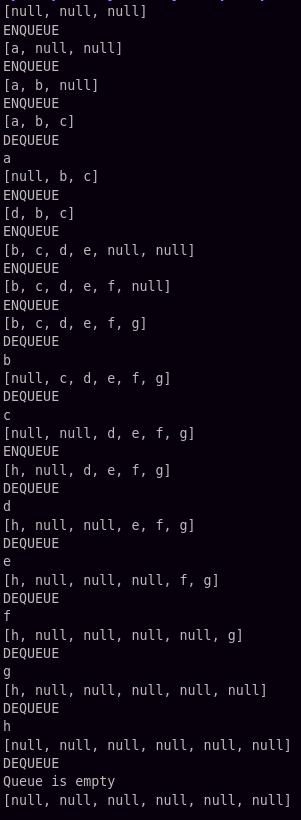 [null, null, null]
ENQUEUE
[a, null, null]
ENQUEUE
[a, b, null]
ENQUEUE
[a, b, c]
DEQUEUE
a
[null, b, c]
ENQUEUE
[d, b, c]
ENQUEUE
[b, c, d, e, null, null]
ENQUEUE
[b, c, d, e, f, null]
ENQUEUE
[b, c, d, e, f, g]
DEQUEUE
b
[null, c, d, e, f, g]
DEQUEUE
c
[null, null, d, e, f, g]
ENQUEUE
[h, null, d, e, f, g]
DEQUEUE
d
[h, null, null, e, f, g]
DEQUEUE
e
[h, null, null, null, f, g]
DEQUEUE
f
[h, null, null, null, null, g]
DEQUEUE
g
[h, null, null, null, null, null]
DEQUEUE
h
[null, null, null, null, null, null]
DEQUEUE
Queue is empty
[null, null, null, null, null, null]